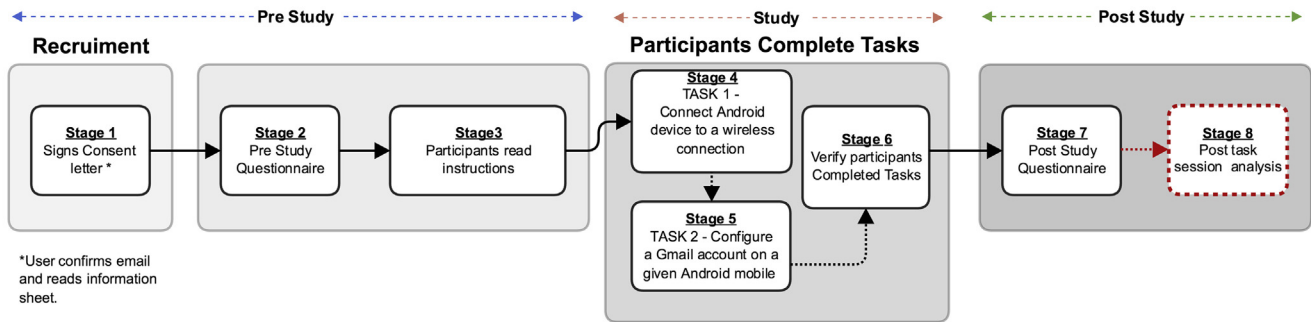 Pre Study
Study
Post Study
Recruiment
Participants Complete Tasks
Stage 1
Signs Consent
letter *
Stage 2
Pre Study
Questionnaire
Stage3
Participants read
instructions
Stage 4
TASK 1 -
Connect Android
device to a wireless
connection
Stage 5
TASK 2 - Configure
a Gmail account on a
given Android mobile
Stage 6
Verify participants
Completed Tasks
Stage 7
Post Study
Questionnaire
Stage 8
Post task
session analysis
*User confirms email
and reads information
sheet.